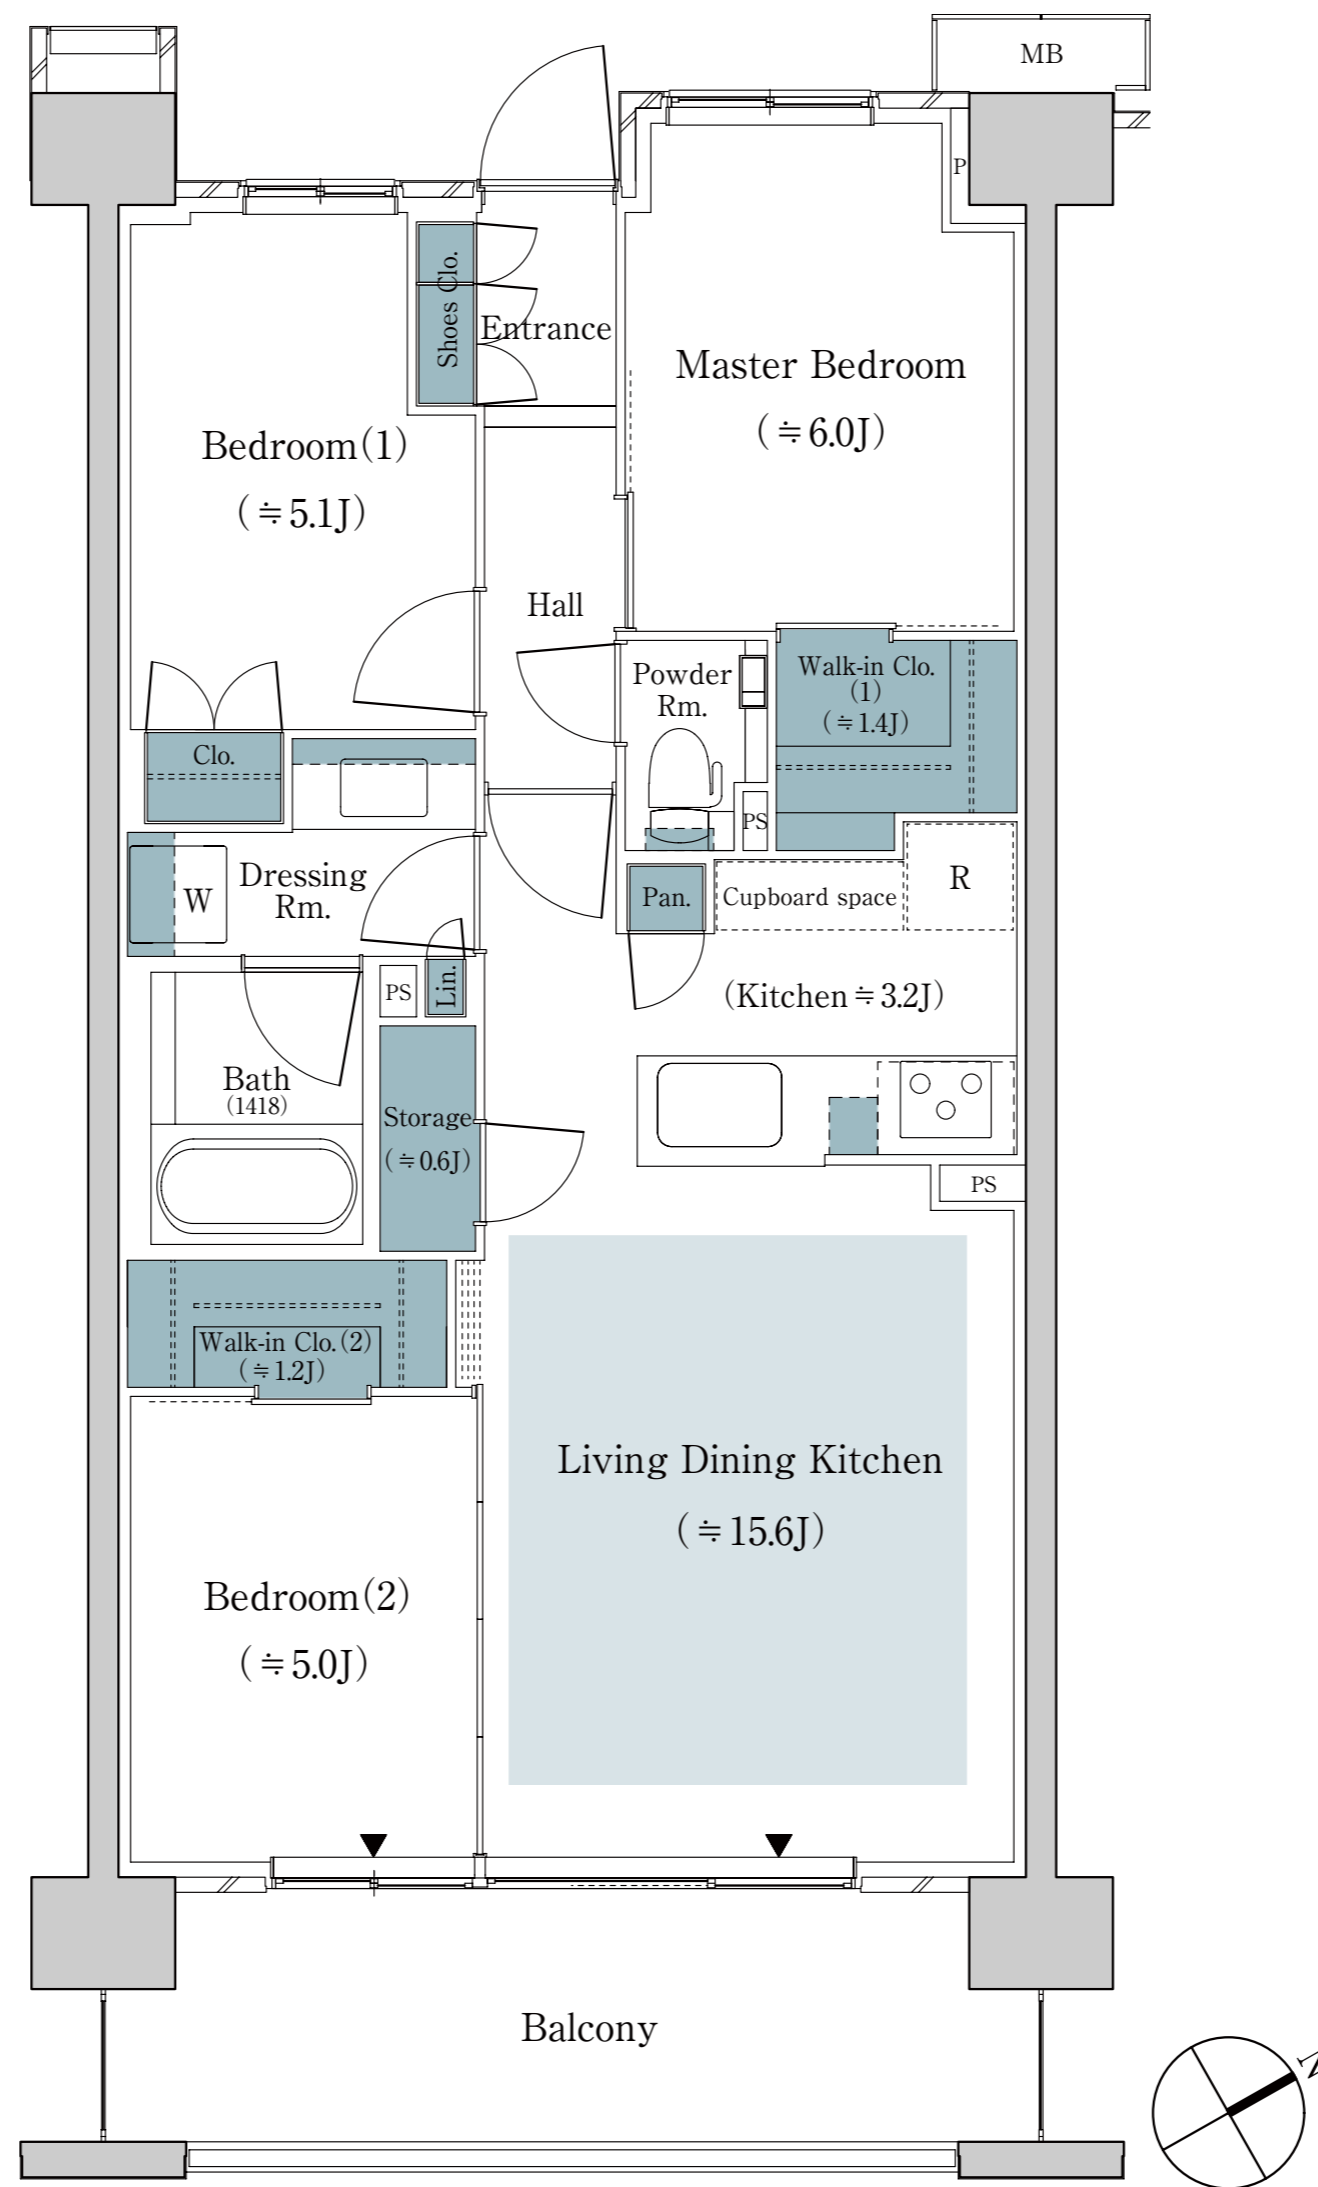 MB
P
Shoes Clo.
Entrance
Master Bedroom
(≒6.0J)
Bedroom(1)
(≒5.1J)
Hall
Powder
Rm.
Walk-in Clo.
(1)
(≒1.4J)
Clo.
PS
W
Dressing
Rm.
Pan.
Cupboard space
R
PS
Lin.
(Kitchen≒3.2J)
Bath
(1418)
Storage
(≒0.6J)
PS
Walk-in Clo.(2)
(≒1.2J)
Living Dining Kitchen
(≒15.6J)
Bedroom(2)
(≒5.0J)
Balcony
N